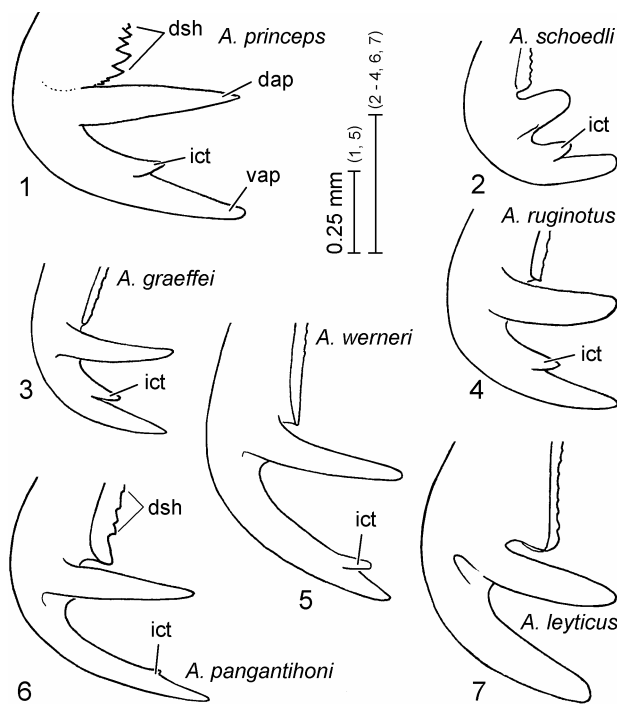 dsh
A. princeps
dap
ict
vap
1
0.25 mm
(1, 5)
(2 - 4, 6, 7)
A. schoedli
ict
2
A. graeffei
ict
3
A. ruginotus
ict
4
A. werneri
ict
5
dsh
ict
A. pangantihoni
6
A. leyticus
7